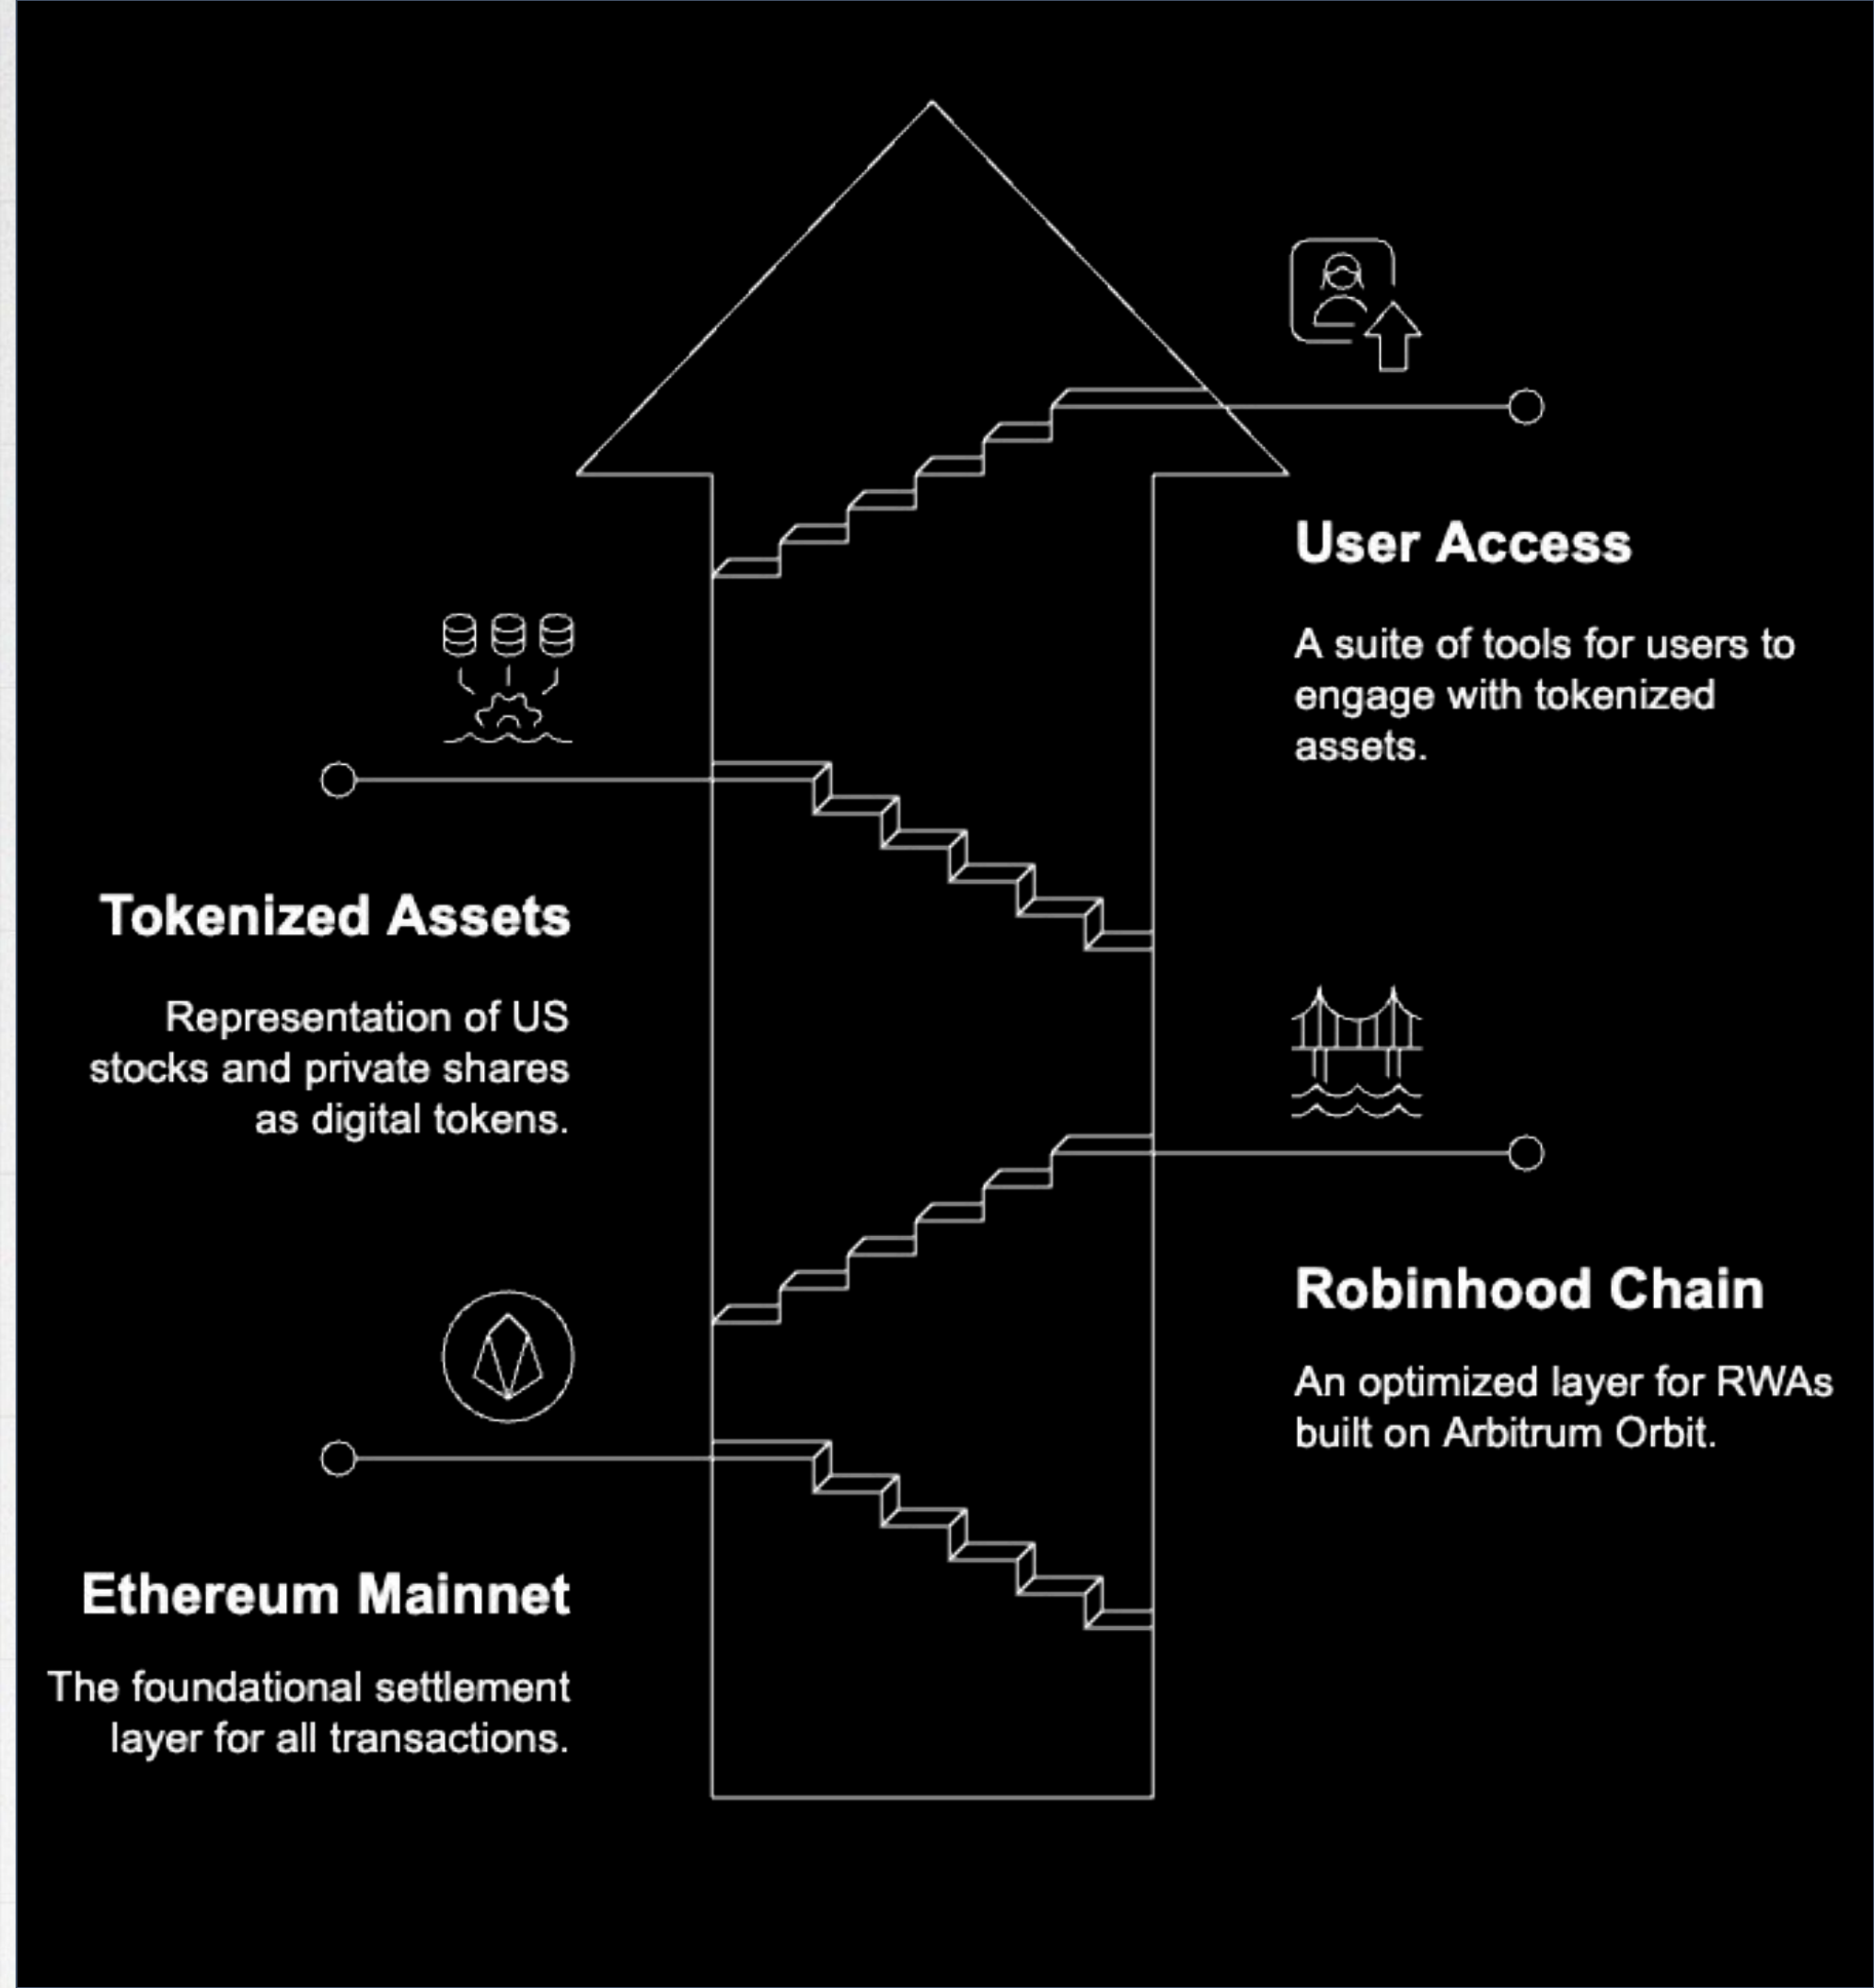 User Access
A suite of tools for users to
engage with tokenized
assets.
Tokenized Assets
Representation of US
stocks and private shares
as digital tokens.
Robinhood Chain
An optimized layer for RWAs
built on Arbitrum Orbit.
Ethereum Mainnet
The foundational settlement
layer for all transactions.